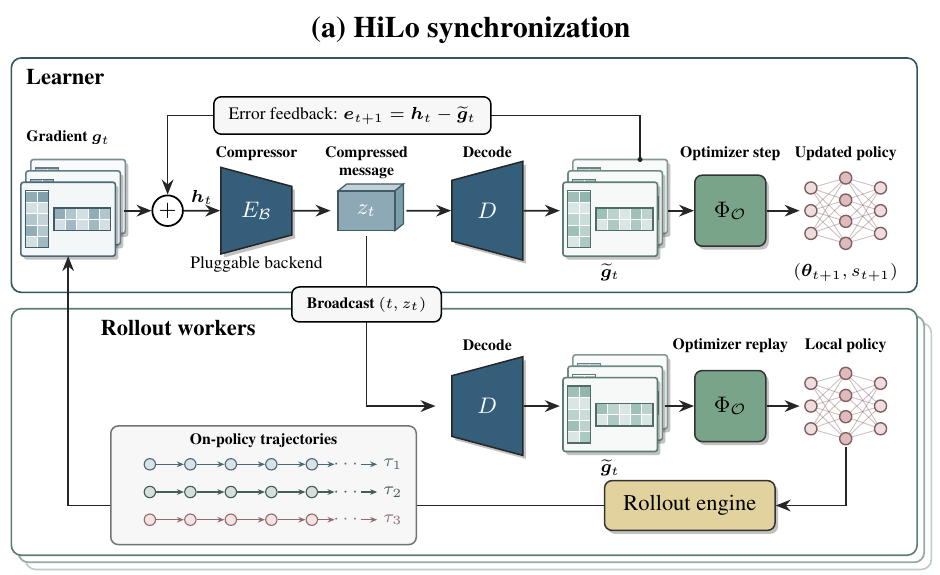 (a) HiLo synchronization
Learner
Error feedback: e_{t+1} = h_t − g̃_t
Gradient g_t
Compressor
Compressed
message
Decode
Optimizer step
Updated policy
+
h_t
E_ℬ
z_t
D
Φ_𝒪
Pluggable backend
g̃_t
(θ_{t+1}, s_{t+1})
Broadcast (t, z_t)
Rollout workers
Decode
Optimizer replay
Local policy
D
Φ_𝒪
g̃_t
On-policy trajectories
··· τ_1
··· τ_2
··· τ_3
Rollout engine